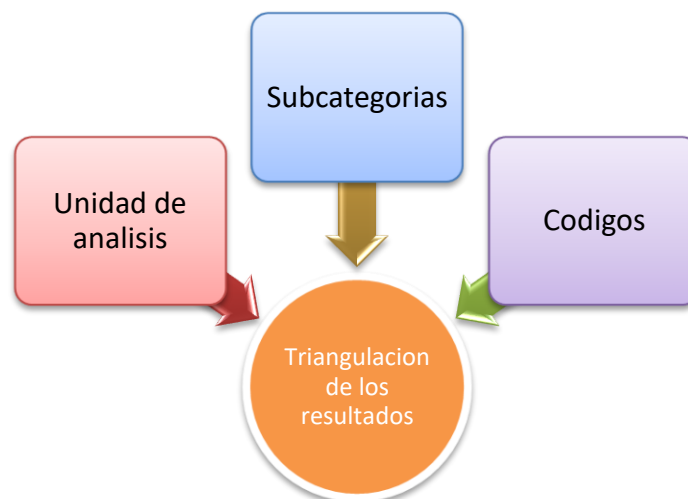 Subcategorias
Unidad de
analisis
Codigos
Triangulacion
de los
resultados